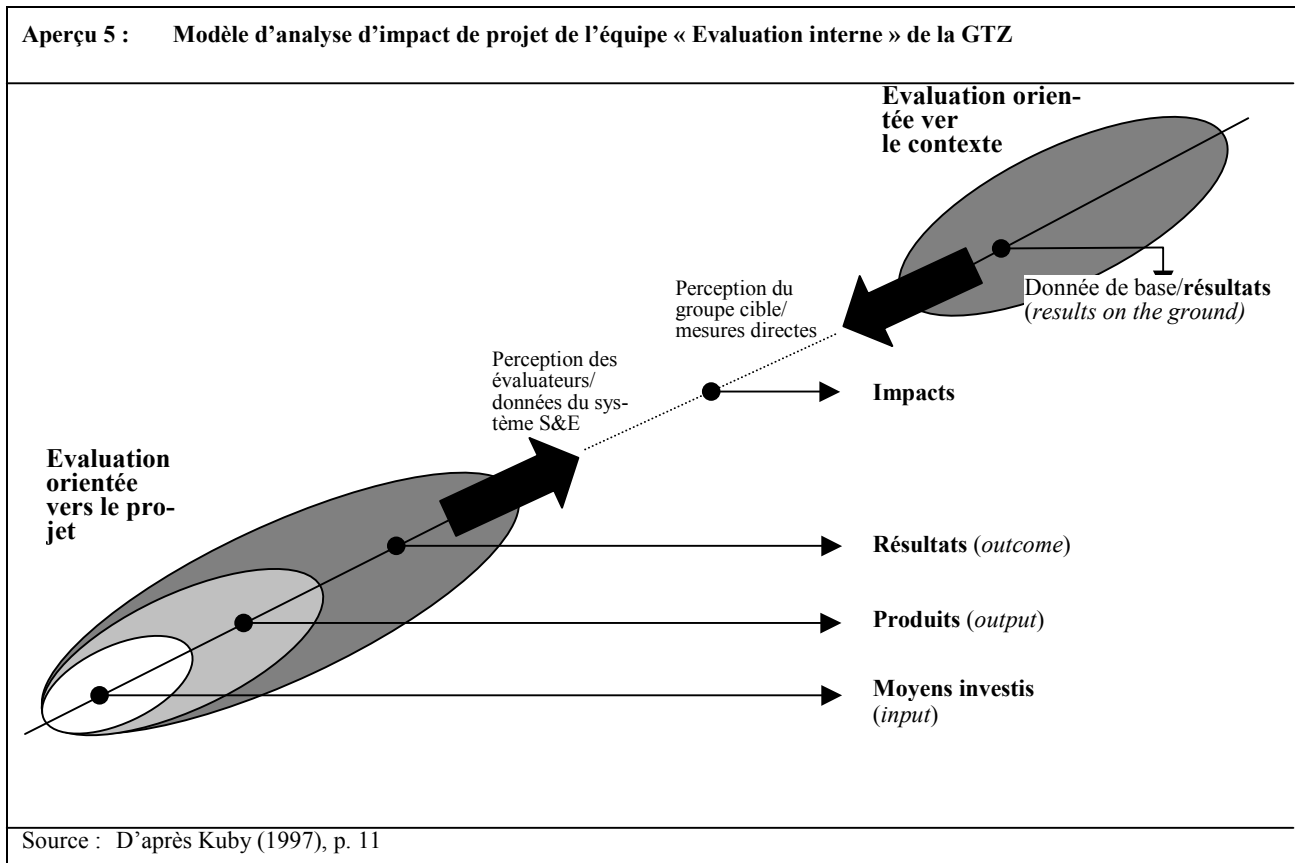 Aperçu 5 : Modèle d'analyse d'impact de projet de l'équipe « Evaluation interne » de la GTZ
Evaluation orien-
tée ver
le contexte
Donnée de base/résultats
(results on the ground)
Perception du
groupe cible/
mesures directes
Impacts
Perception des
évaluateurs/
données du sys-
tème S&E
Evaluation
orientée
vers le pro-
jet
Résultats (outcome)
Produits (output)
Moyens investis
(input)
Source : D'après Kuby (1997), p. 11